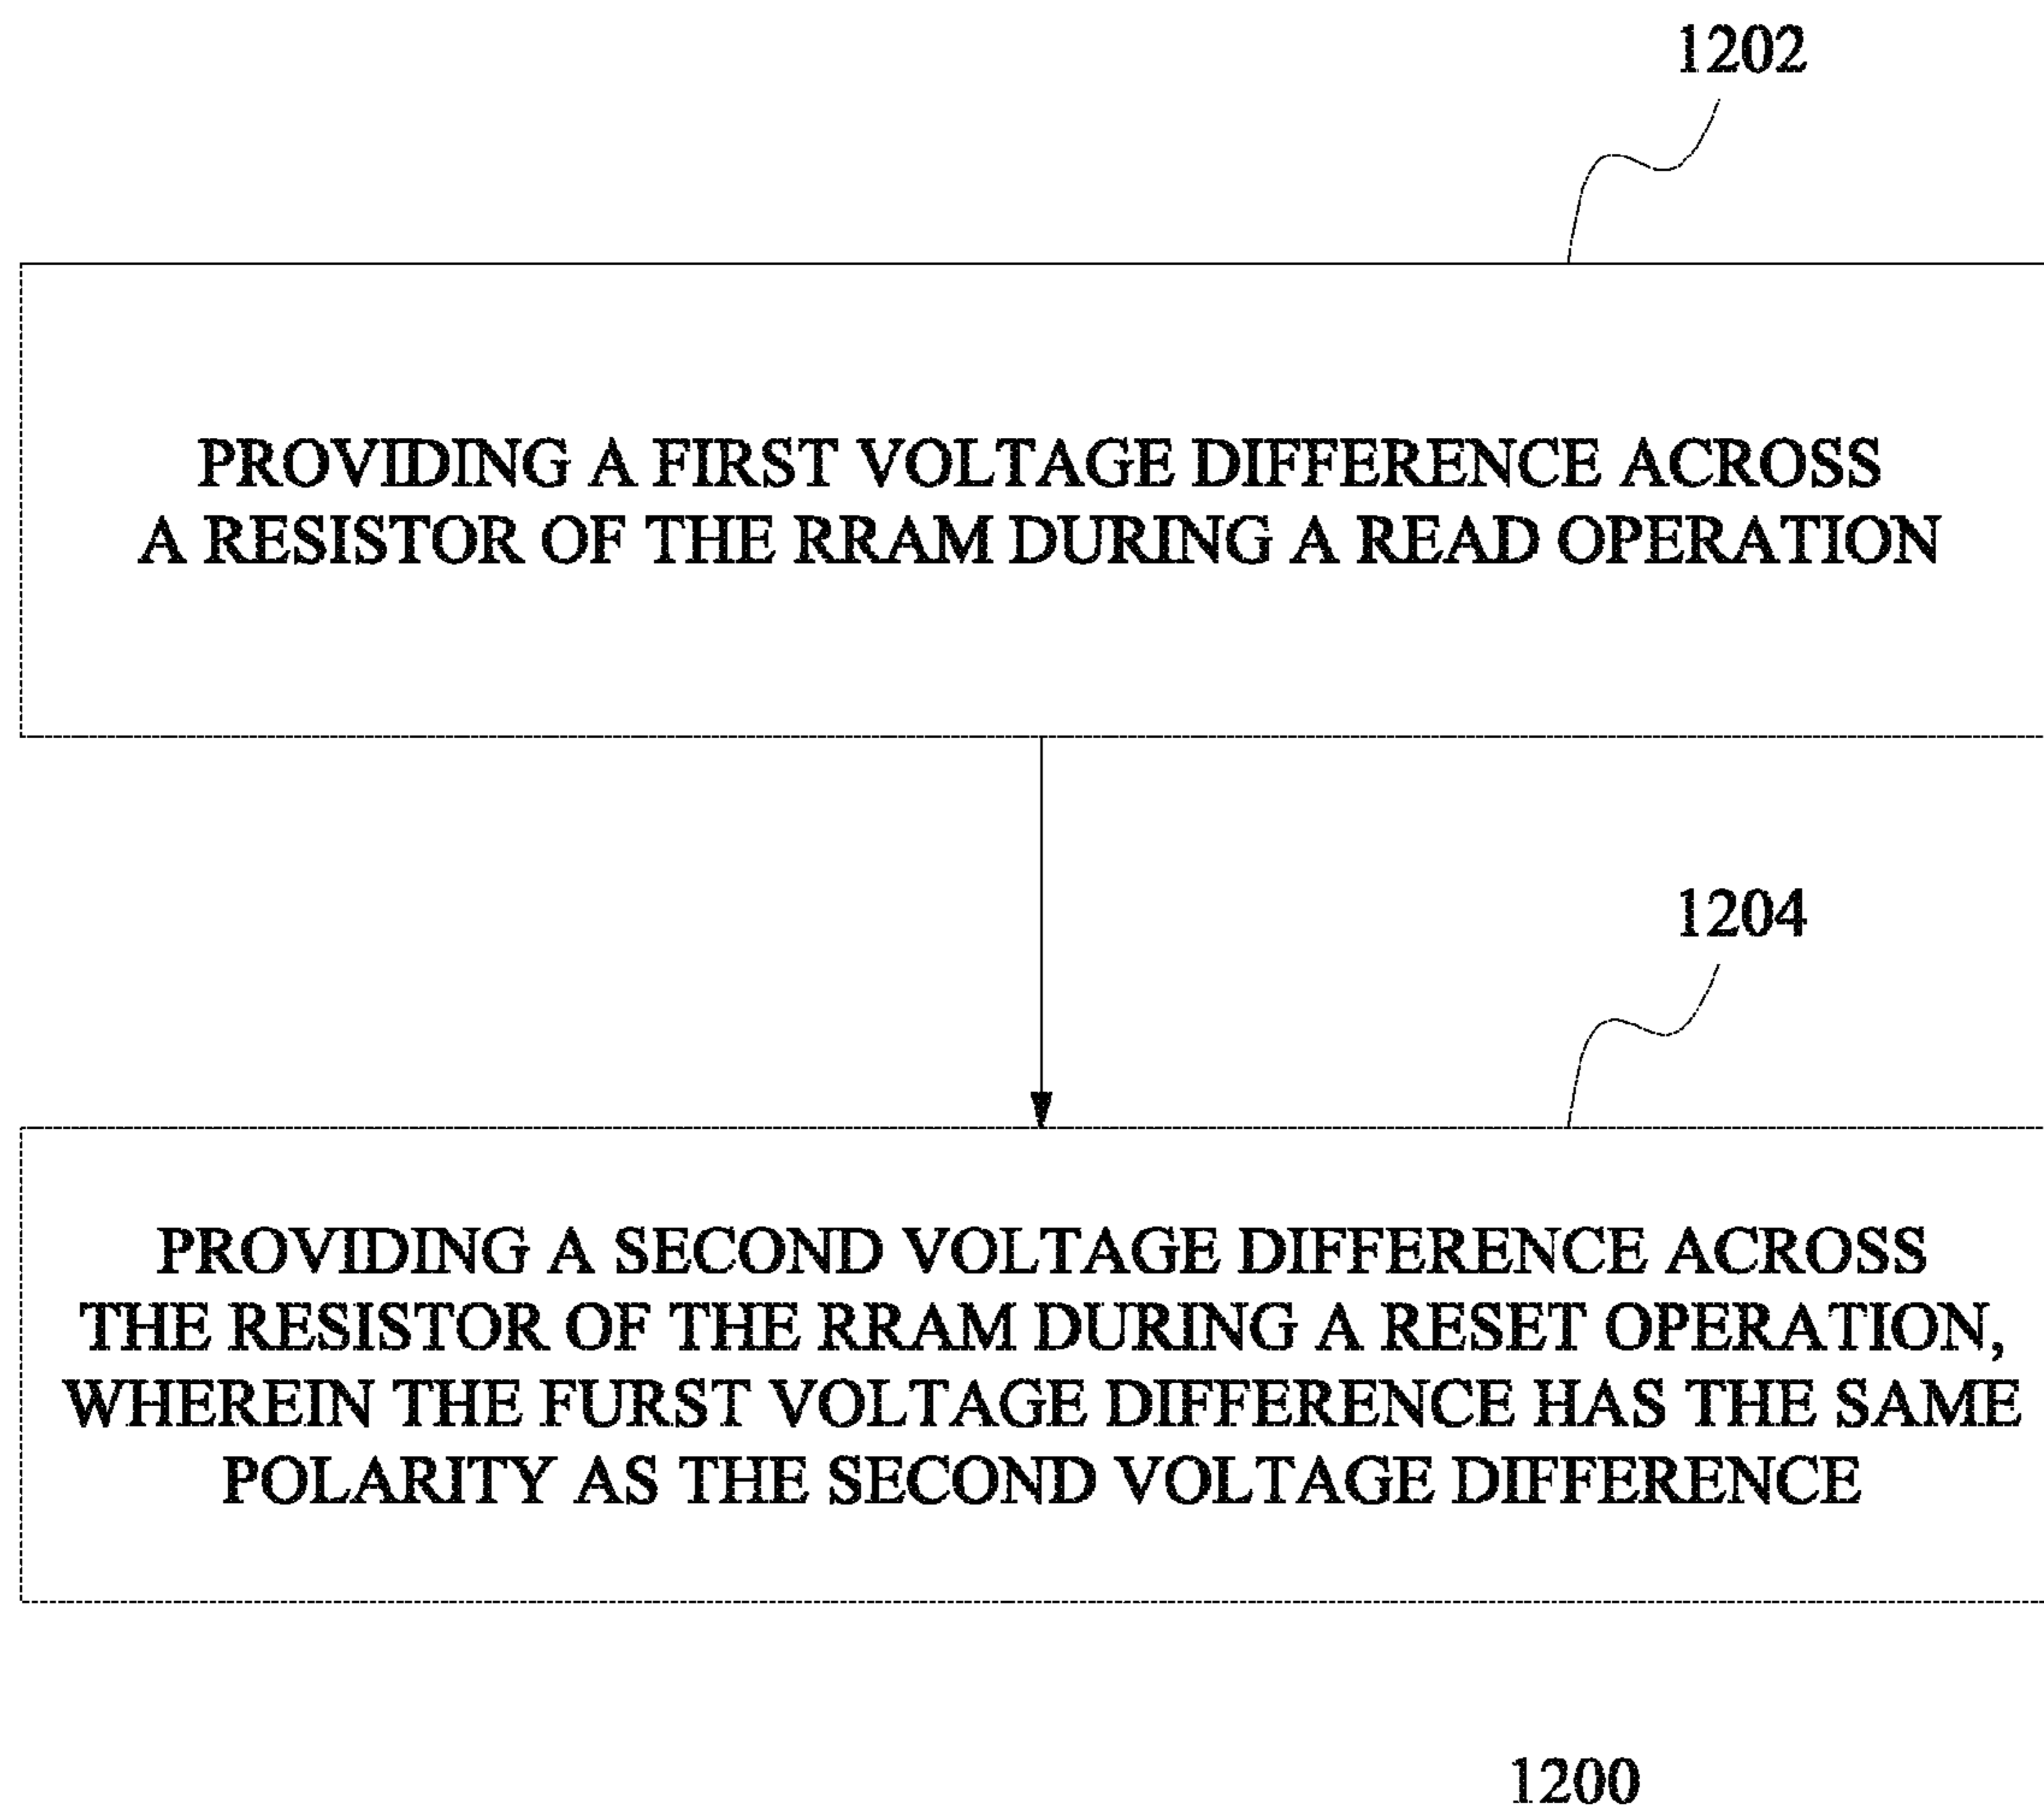 1202
PROVIDING A FIRST VOLTAGE DIFFERENCE ACROSS
A RESISTOR OF THE RRAM DURING A READ OPERATION
1204
PROVIDING A SECOND VOLTAGE DIFFERENCE ACROSS
THE RESISTOR OF THE RRAM DURING A RESET OPERATION,
WHEREIN THE FURST VOLTAGE DIFFERENCE HAS THE SAME
POLARITY AS THE SECOND VOLTAGE DIFFERENCE
1200